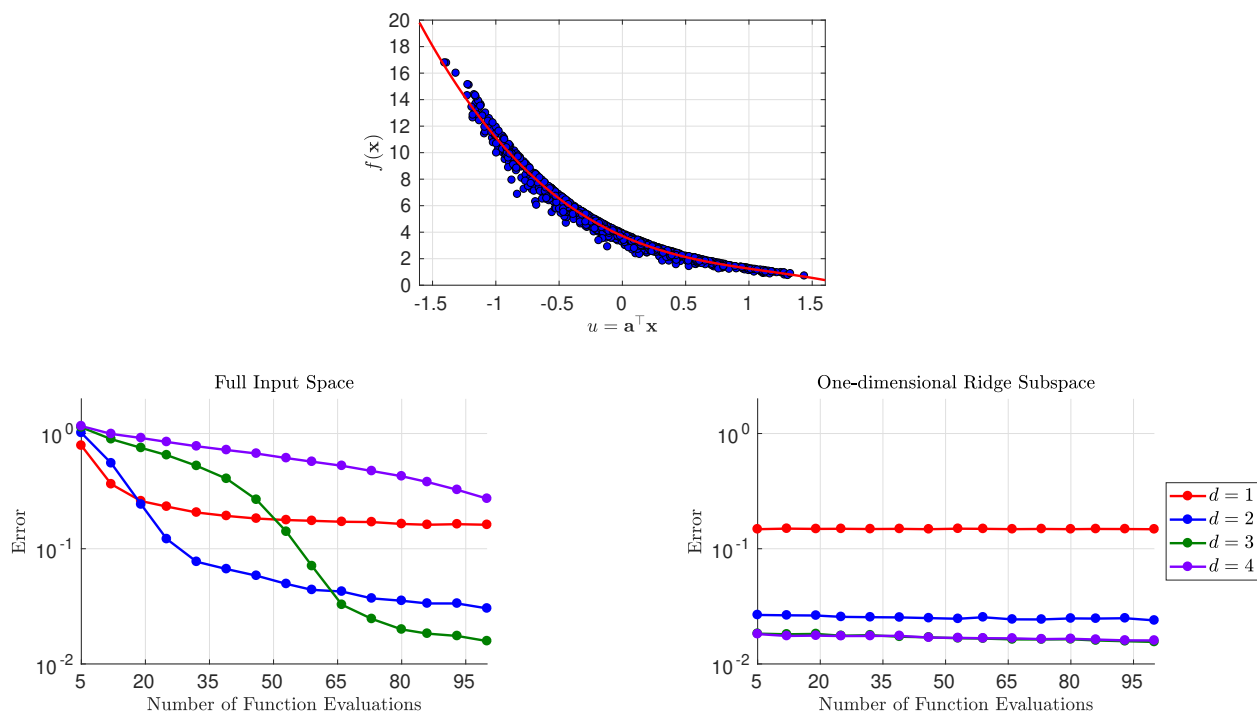 20
18
16
14
12
10
8
6
4
2
0
f(x)
-1.5 -1 -0.5 0 0.5 1 1.5
u = a⊤x
Full Input Space
10^0
10^-1
10^-2
Error
5 20 35 50 65 80 95
Number of Function Evaluations
One-dimensional Ridge Subspace
10^0
10^-1
10^-2
Error
5 20 35 50 65 80 95
Number of Function Evaluations
d = 1
d = 2
d = 3
d = 4